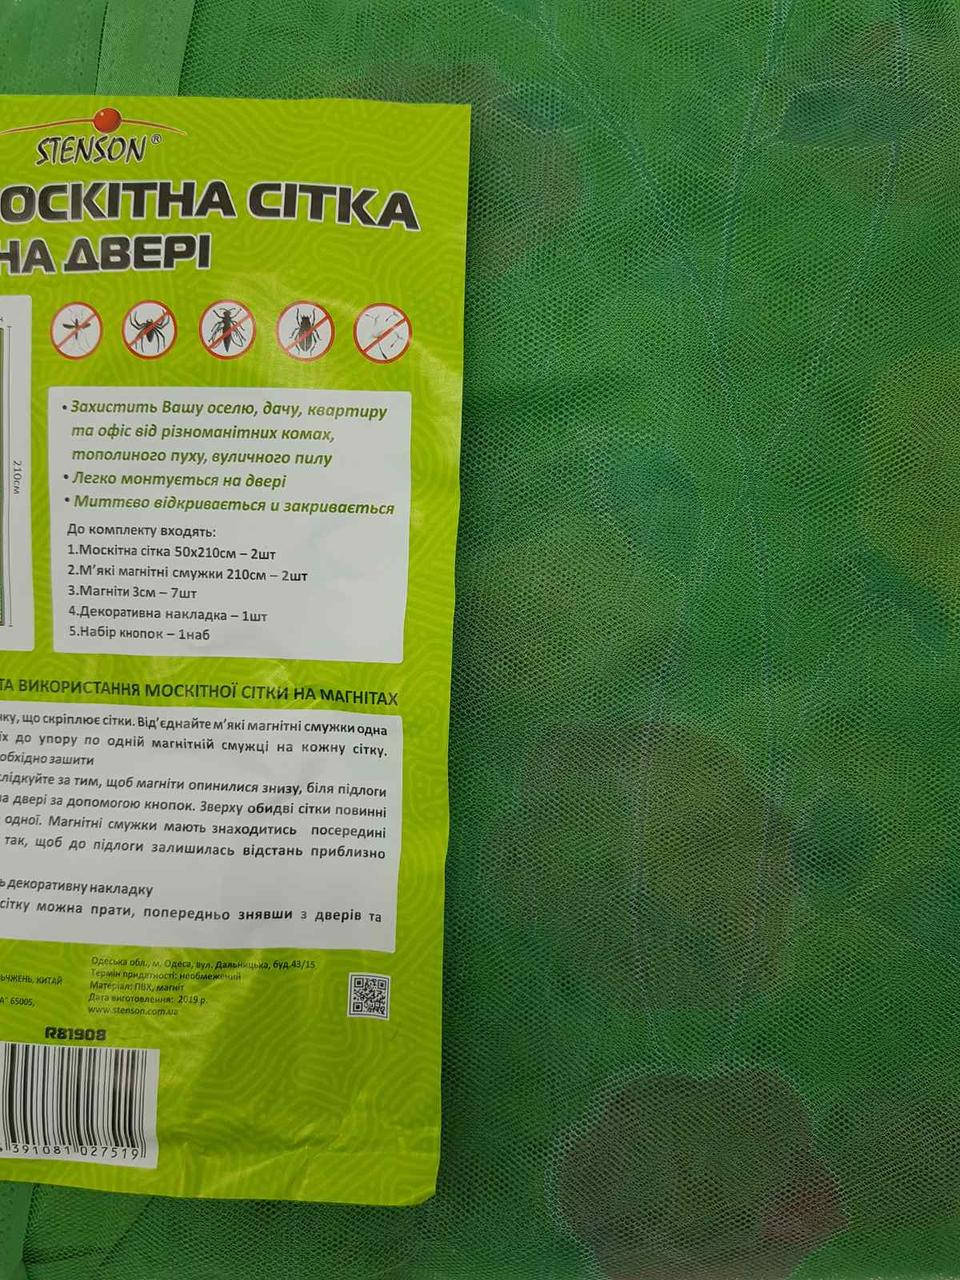 STENSON®
ОСКІТНА СІТКА
НА ДВЕРІ
210см
• Захистить Вашу оселю, дачу, квартиру
та офіс від різноманітних комах,
тополиного пуху, вуличного пилу
• Легко монтується на двері
• Миттєво відкривається и закривається
До комплекту входять:
1.Москітна сітка 50х210см – 2шт
2.М'які магнітні смужки 210см – 2шт
3.Магніти 3см – 7шт
4.Декоративна накладка – 1шт
5.Набір кнопок – 1наб
ТА ВИКОРИСТАННЯ МОСКІТНОЇ СІТКИ НА МАГНІТАХ
що скріплює сітки. Від'єднайте м'які магнітні смужки одна
їх до упору по одній магнітній смужці на кожну сітку.
обхідно зашити
слідкуйте за тим, щоб магніти опинилися знизу, біля підлоги
на двері за допомогою кнопок. Зверху обидві сітки повинні
одної. Магнітні смужки мають знаходитись посередині
так, щоб до підлоги залишилась відстань приблизно
ь декоративну накладку
сітку можна прати, попередньо знявши з дверів та
Одеська обл., м. Одеса, вул. Дальницька, буд.43/15
Термін придатності: необмежений
ЬЧЖЕНЬ, КИТАЙ
Матеріал: ПВХ, магніт
Дата виготовлення: 2019 р.
А" 65005,
www.stenson.com.ua
R81908
391081 027519